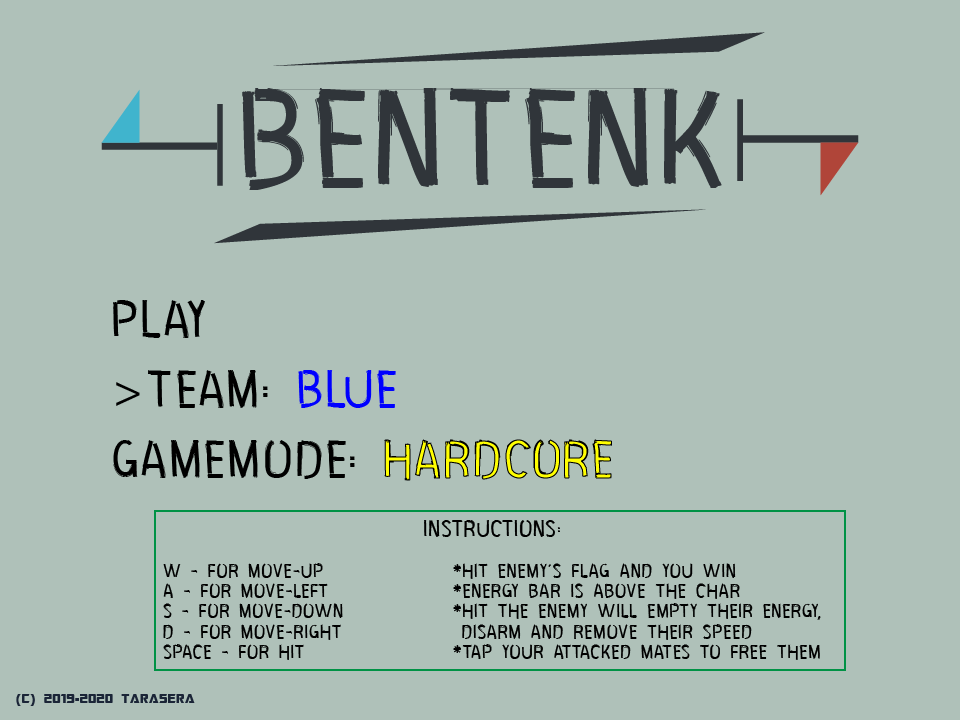 BENTENK
PLAY
>TEAM: BLUE
GAMEMODE: HARDCORE
INSTRUCTIONS:
W - FOR MOVE-UP
A - FOR MOVE-LEFT
S - FOR MOVE-DOWN
D - FOR MOVE-RIGHT
SPACE - FOR HIT
*HIT ENEMY'S FLAG AND YOU WIN
*ENERGY BAR IS ABOVE THE CHAR
*HIT THE ENEMY WILL EMPTY THEIR ENERGY,
DISARM AND REMOVE THEIR SPEED
*TAP YOUR ATTACKED MATES TO FREE THEM
(C) 2019-2020 TARASERA